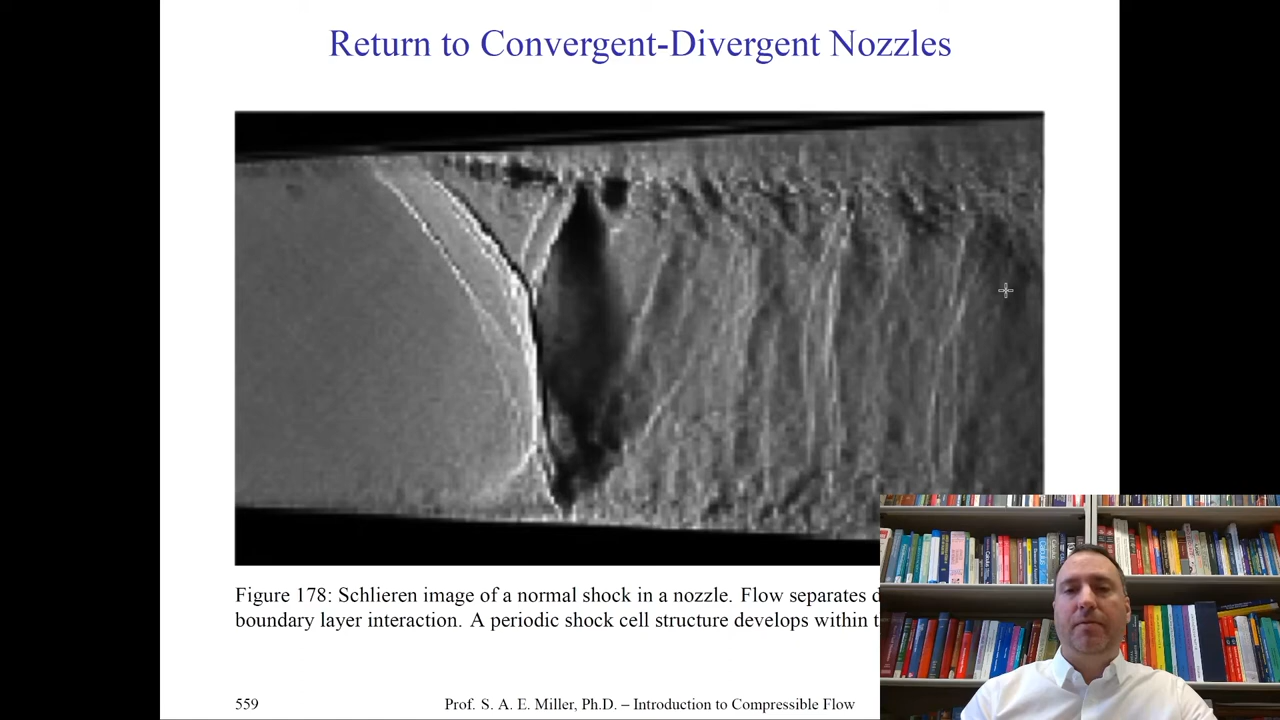 Return to Convergent-Divergent Nozzles
Figure 178: Schlieren image of a normal shock in a nozzle. Flow separates
boundary layer interaction. A periodic shock cell structure develops within
559
Prof. S. A. E. Miller, Ph.D. – Introduction to Compressible Flow